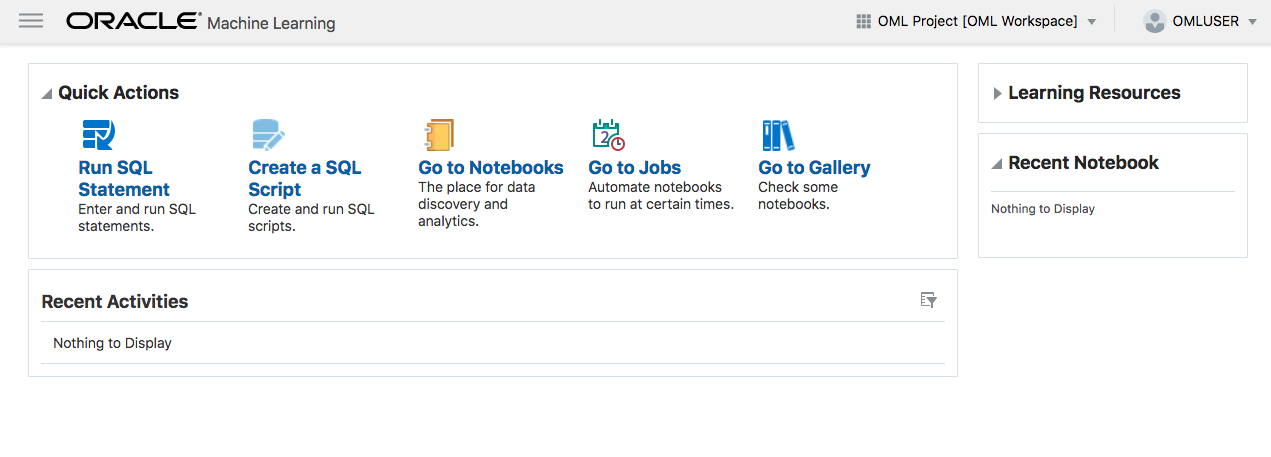 ORACLE Machine Learning
OML Project [OML Workspace]
OMLUSER
Quick Actions
Run SQL
Statement
Enter and run SQL
statements.
Create a SQL
Script
Create and run SQL
scripts.
Go to Notebooks
The place for data
discovery and
analytics.
2
Go to Jobs
Automate notebooks
to run at certain times.
Go to Gallery
Check some
notebooks.
Learning Resources
Recent Notebook
Nothing to Display
Recent Activities
Nothing to Display